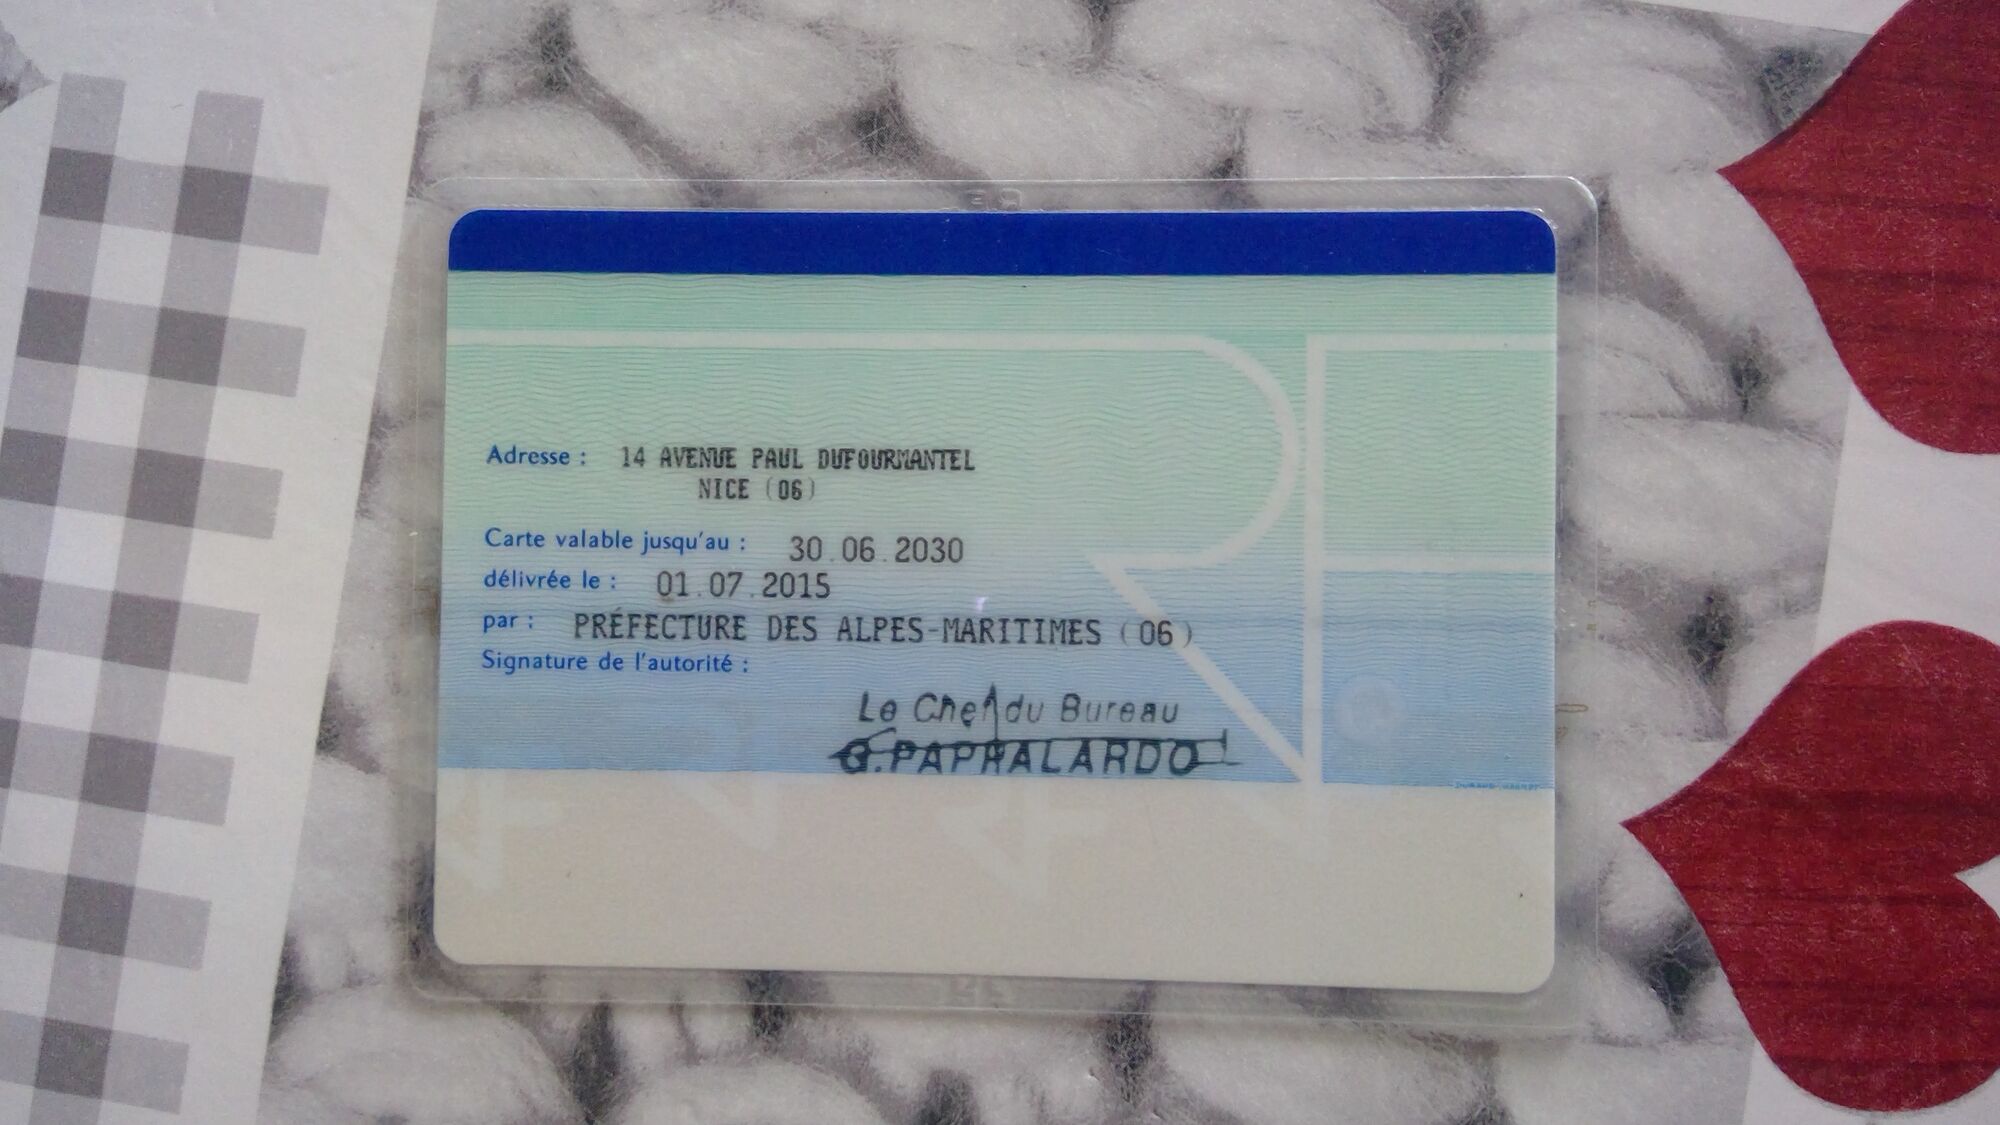 Adresse : 14 AVENUE PAUL DUFOURMANTEL
NICE (06)
Carte valable jusqu'au : 30.06.2030
délivrée le : 01.07.2015
par : PRÉFECTURE DES ALPES-MARITIMES (06)
Signature de l'autorité :
Le Chef du Bureau
G.PAPRALARDO